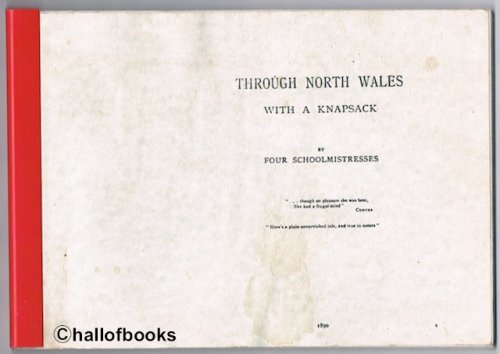 THROUGH NORTH WALES
WITH A KNAPSACK
BY
FOUR SCHOOLMISTRESSES
". . . though on pleasure she was bent,
She had a frugal mind"
COWPER
"Here's a plain unvarnished tale, and true to nature"
1890
©hallofbooks